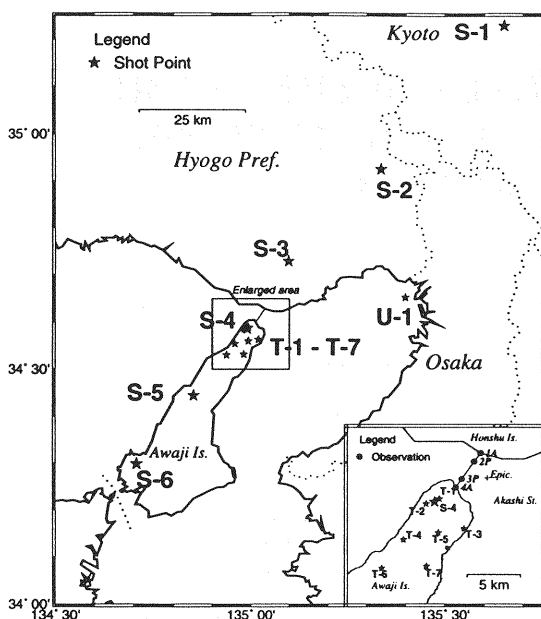 Legend
★ Shot Point
Kyoto
S-1
25 km
35° 00'
Hyogo Pref.
S-2
S-3
Enlarged area
S-4
U-1
T-1 - T-7
Osaka
34° 30'
S-5
Awaji Is.
S-6
34° 00'
134° 30'
135° 00'
135° 30'
Legend
Observation
Honshu Is.
1A
2P
3P
+Epic.
4A
Akashi St.
T-1
S-4
T-2
T-3
T-4
T-5
T-6
T-7
Awaji Is.
5 km